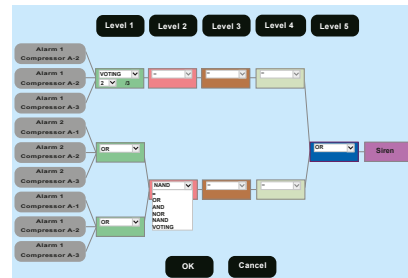 Level 1 Level 2 Level 3 Level 4 Level 5
Alarm 1
Compressor A-2
Alarm 1
Compressor A-2
VOTING = = =
2 /3
Alarm 1
Compressor A-3
Alarm 2
Compressor A-1
Alarm 2
Compressor A-2
OR OR Siren
Alarm 2
Compressor A-3
NAND = =
=
OR
AND
NOR
NAND
VOTING
Alarm 1
Compressor A-1
Alarm 1
Compressor A-2
OR
Alarm 1
Compressor A-3
OK Cancel